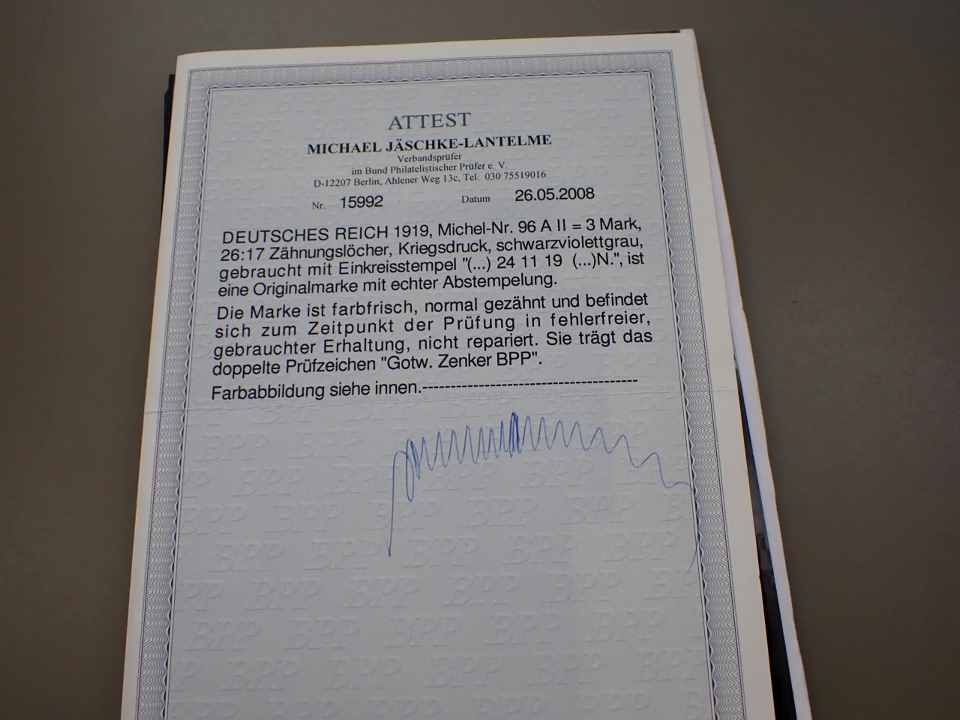 ATTEST
MICHAEL JÄSCHKE-LANTELME
Verbandsprüfer
im Bund Philatelistischer Prüfer e. V.
D-12207 Berlin, Ahlener Weg 13c, Tel. 030 75519016
Nr. 15992 Datum 26.05.2008
DEUTSCHES REICH 1919, Michel-Nr. 96 A II = 3 Mark,
26:17 Zähnungslöcher, Kriegsdruck, schwarzviolettgrau,
gebraucht mit Einkreisstempel "(...) 24 11 19 (...)N.", ist
eine Originalmarke mit echter Abstempelung.
Die Marke ist farbfrisch, normal gezähnt und befindet
sich zum Zeitpunkt der Prüfung in fehlerfreier,
gebrauchter Erhaltung, nicht repariert. Sie trägt das
doppelte Prüfzeichen "Gotw. Zenker BPP".
Farbabbildung siehe innen.--------------------------------------